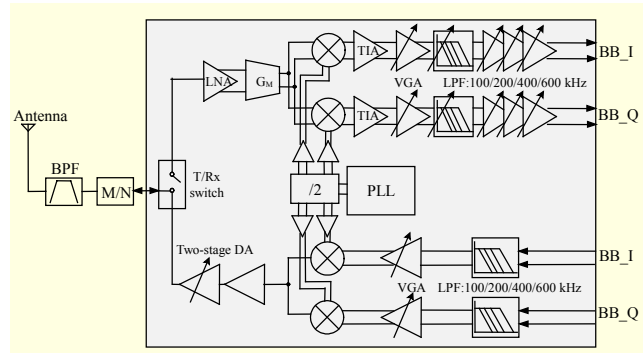 LNA
G_M
TIA
VGA
LPF:100/200/400/600 kHz
BB_I
TIA
BB_Q
Antenna
BPF
M/N
T/Rx
switch
/2
PLL
Two-stage DA
VGA
LPF:100/200/400/600 kHz
BB_I
BB_Q